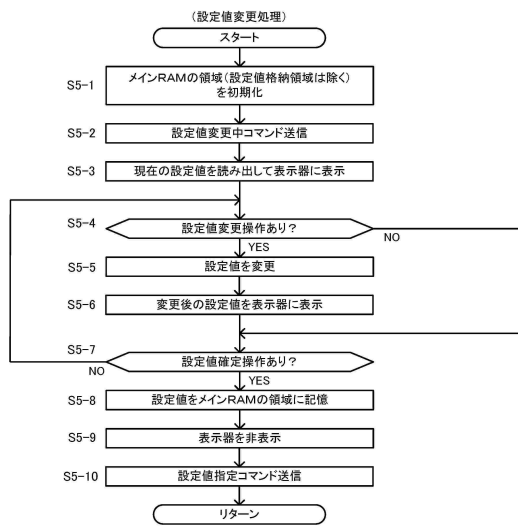 (設定値変更処理)
スタート
S5-1
メインRAMの領域(設定値格納領域は除く)
を初期化
S5-2
設定値変更中コマンド送信
S5-3
現在の設定値を読み出して表示器に表示
S5-4
設定値変更操作あり?
NO
YES
S5-5
設定値を変更
S5-6
変更後の設定値を表示器に表示
S5-7
設定値確定操作あり?
NO
YES
S5-8
設定値をメインRAMの領域に記憶
S5-9
表示器を非表示
S5-10
設定値指定コマンド送信
リターン